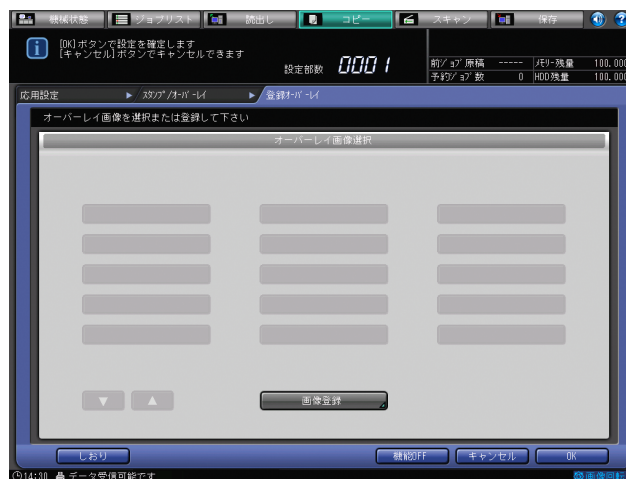 機械状態 ジョブリスト 読出し コピー スキャン 保存
[OK]ボタンで設定を確定します
[キャンセル]ボタンでキャンセルできます
設定部数 0001
前ジョブ原稿 ----- メモリー残量 100.000
予約ジョブ数 0 HDD残量 100.000
応用設定 スタンプ/オーバーレイ 登録オーバーレイ
オーバーレイ画像を選択または登録して下さい
オーバーレイ画像選択
画像登録
しおり 機能OFF キャンセル OK
14:30 データ受信可能です 画像回転